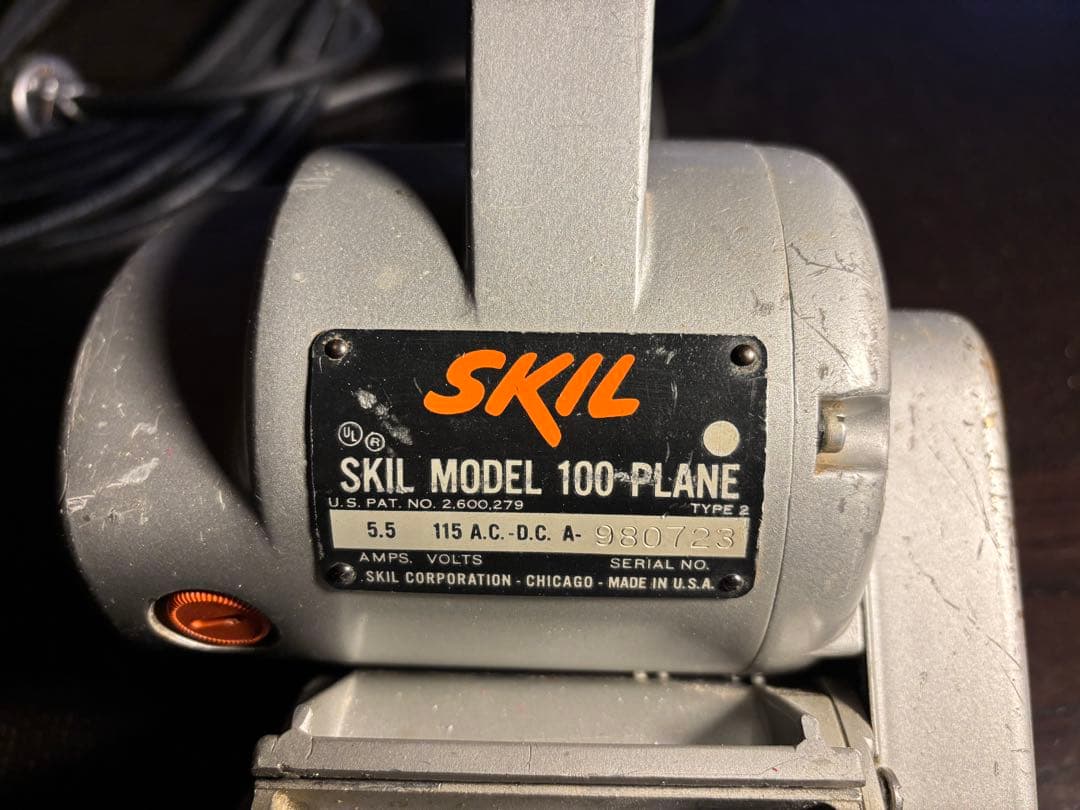 SKIL
UL R
SKIL MODEL 100-PLANE
U.S. PAT. NO. 2,600,279 TYPE 2
5.5 115 A.C.-D.C. A- 980723
AMPS. VOLTS SERIAL NO.
SKIL CORPORATION - CHICAGO - MADE IN U.S.A.